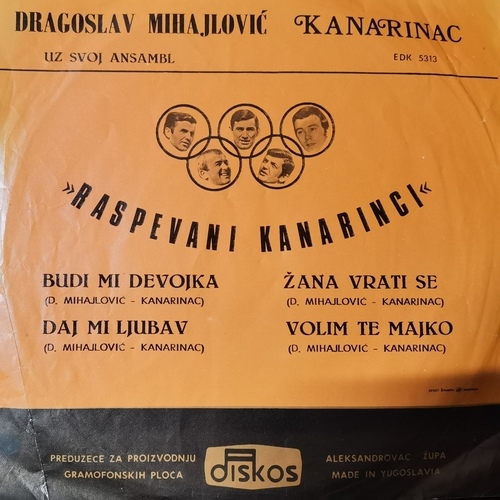 DRAGOSLAV MIHAJLOVIĆ KANARINAC
UZ SVOJ ANSAMBL
EDK 5313
»RASPEVANI KANARINCI«
BUDI MI DEVOJKA
(D. MIHAJLOVIĆ - KANARINAC)
DAJ MI LJUBAV
(D. MIHAJLOVIĆ - KANARINAC)
ŽANA VRATI SE
(D. MIHAJLOVIĆ - KANARINAC)
VOLIM TE MAJKO
(D. MIHAJLOVIĆ - KANARINAC)
PREDUZEĆE ZA PROIZVODNJU
GRAMOFONSKIH PLOČA
Diskos
ALEKSANDROVAC ŽUPA
MADE IN YUGOSLAVIA